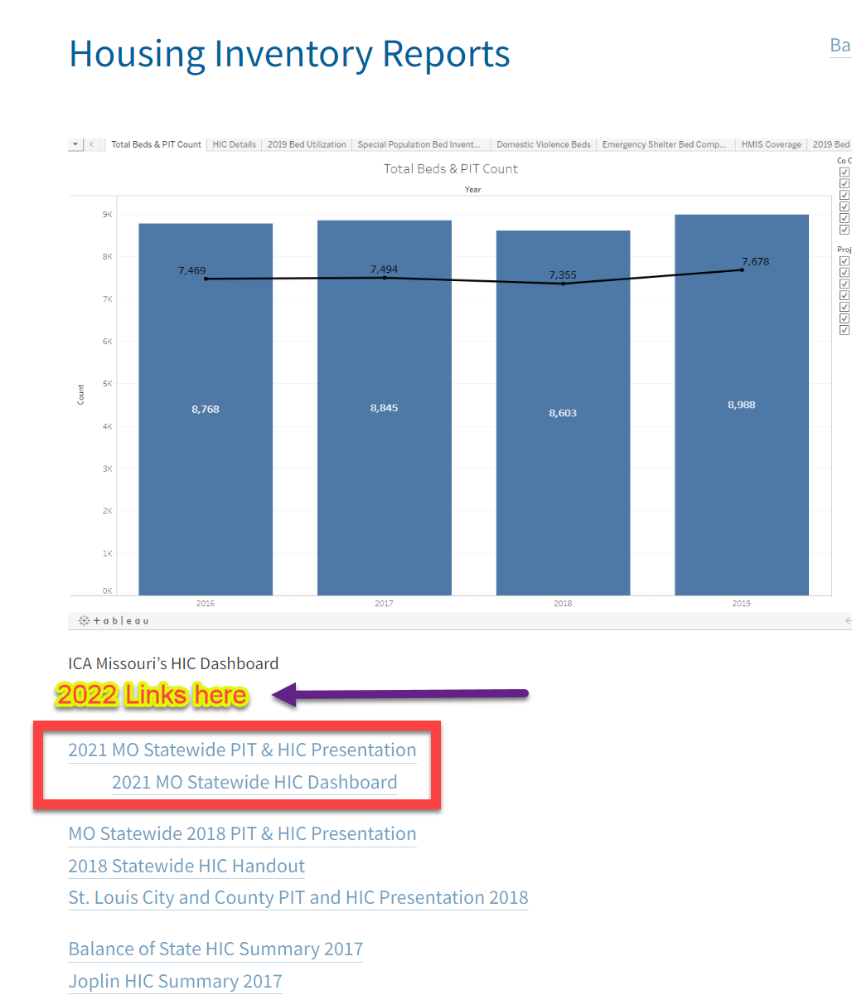 Housing Inventory Reports
Ba
Total Beds & PIT Count
HIC Details
2019 Bed Utilization
Special Population Bed Invent...
Domestic Violence Beds
Emergency Shelter Bed Comp...
HMIS Coverage
2019 Bed
Total Beds & PIT Count
Year
Co C
Proj
Count
9K
8K
7K
6K
5K
4K
3K
2K
1K
0K
7,469
7,494
7,355
7,678
8,768
8,845
8,603
8,988
2016
2017
2018
2019
+ableau
ICA Missouri’s HIC Dashboard
2022 Links here
2021 MO Statewide PIT & HIC Presentation
2021 MO Statewide HIC Dashboard
MO Statewide 2018 PIT & HIC Presentation
2018 Statewide HIC Handout
St. Louis City and County PIT and HIC Presentation 2018
Balance of State HIC Summary 2017
Joplin HIC Summary 2017